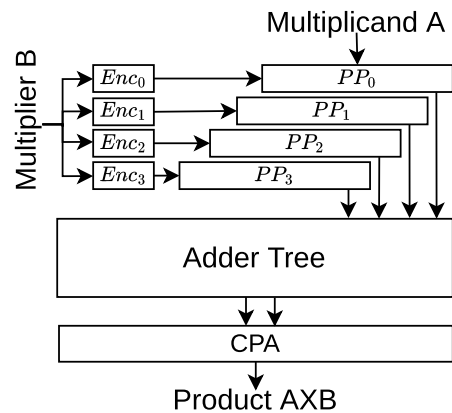 Multiplicand A
Multiplier B
Enc₀ PP₀
Enc₁ PP₁
Enc₂ PP₂
Enc₃ PP₃
Adder Tree
CPA
Product AXB